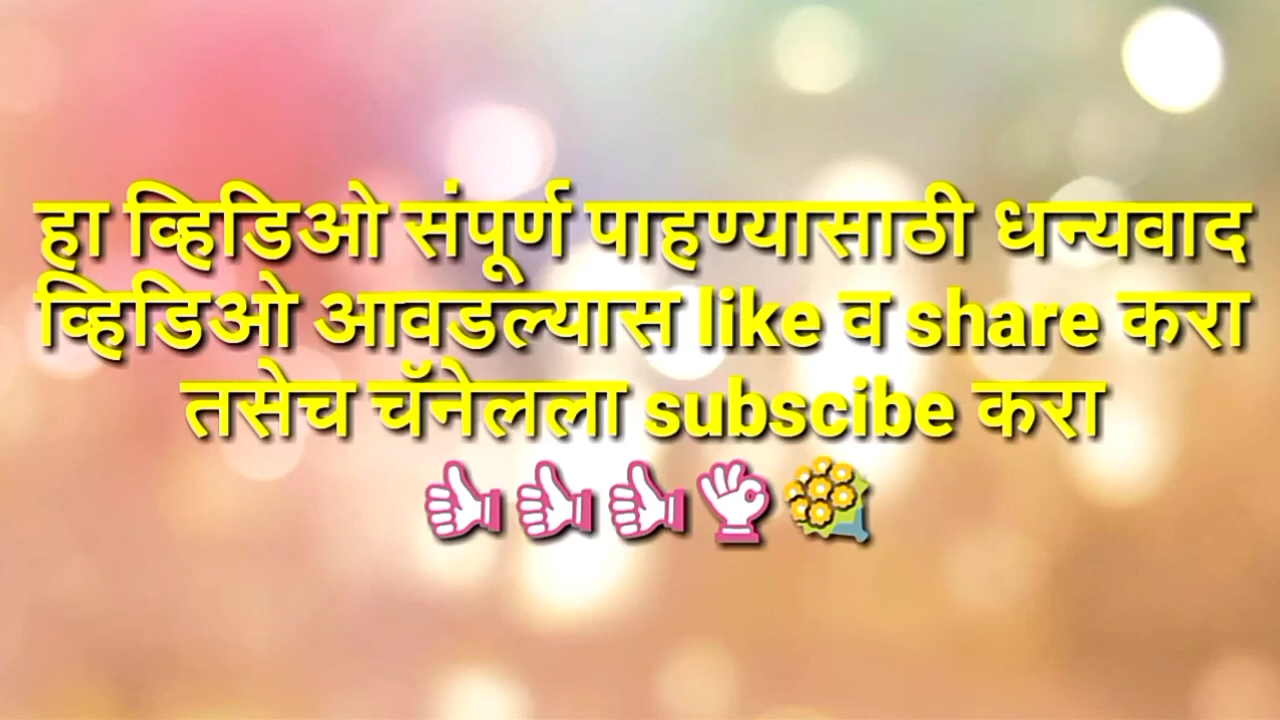 हा व्हिडिओ संपूर्ण पाहण्यासाठी धन्यवाद
व्हिडिओ आवडल्यास like व share करा
तसेच चॅनेलला subscibe करा
👍👍👍👌💐